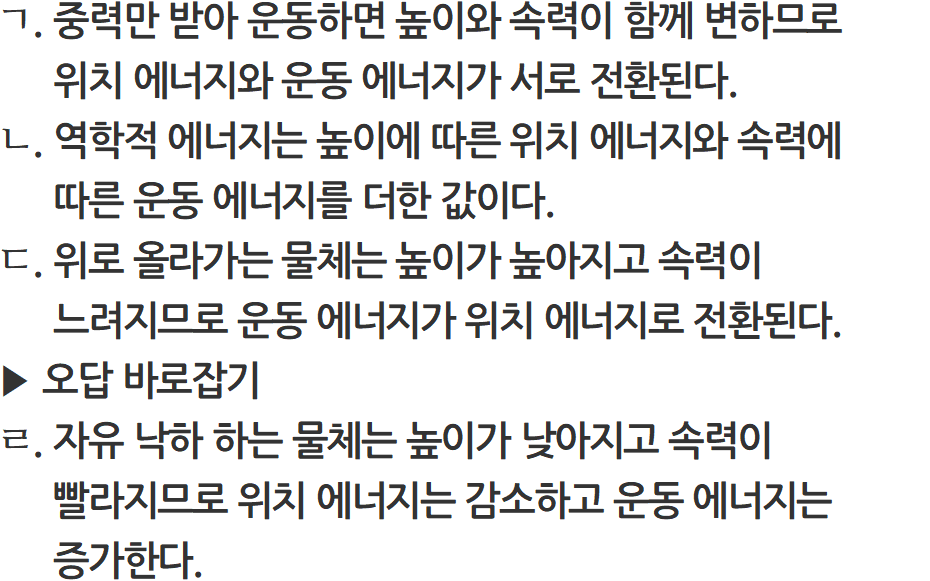 ㄱ. 중력만 받아 운동하면 높이와 속력이 함께 변하므로
위치 에너지와 운동 에너지가 서로 전환된다.
ㄴ. 역학적 에너지는 높이에 따른 위치 에너지와 속력에
따른 운동 에너지를 더한 값이다.
ㄷ. 위로 올라가는 물체는 높이가 높아지고 속력이
느려지므로 운동 에너지가 위치 에너지로 전환된다.
▶ 오답 바로잡기
ㄹ. 자유 낙하 하는 물체는 높이가 낮아지고 속력이
빨라지므로 위치 에너지는 감소하고 운동 에너지는
증가한다.